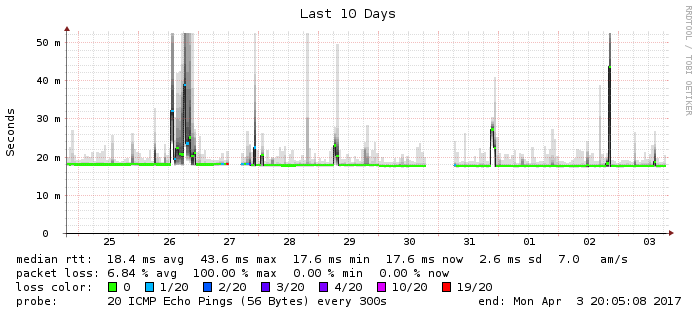 Last 10 Days
RRDTOOL / TOBI OETIKER
Seconds
50 m
40 m
30 m
20 m
10 m
0
25 26 27 28 29 30 31 01 02 03
median rtt: 18.4 ms avg 43.6 ms max 17.6 ms min 17.6 ms now 2.6 ms sd 7.0 am/s
packet loss: 6.84 % avg 100.00 % max 0.00 % min 0.00 % now
loss color: 0 1/20 2/20 3/20 4/20 10/20 19/20
probe: 20 ICMP Echo Pings (56 Bytes) every 300s end: Mon Apr 3 20:05:08 2017